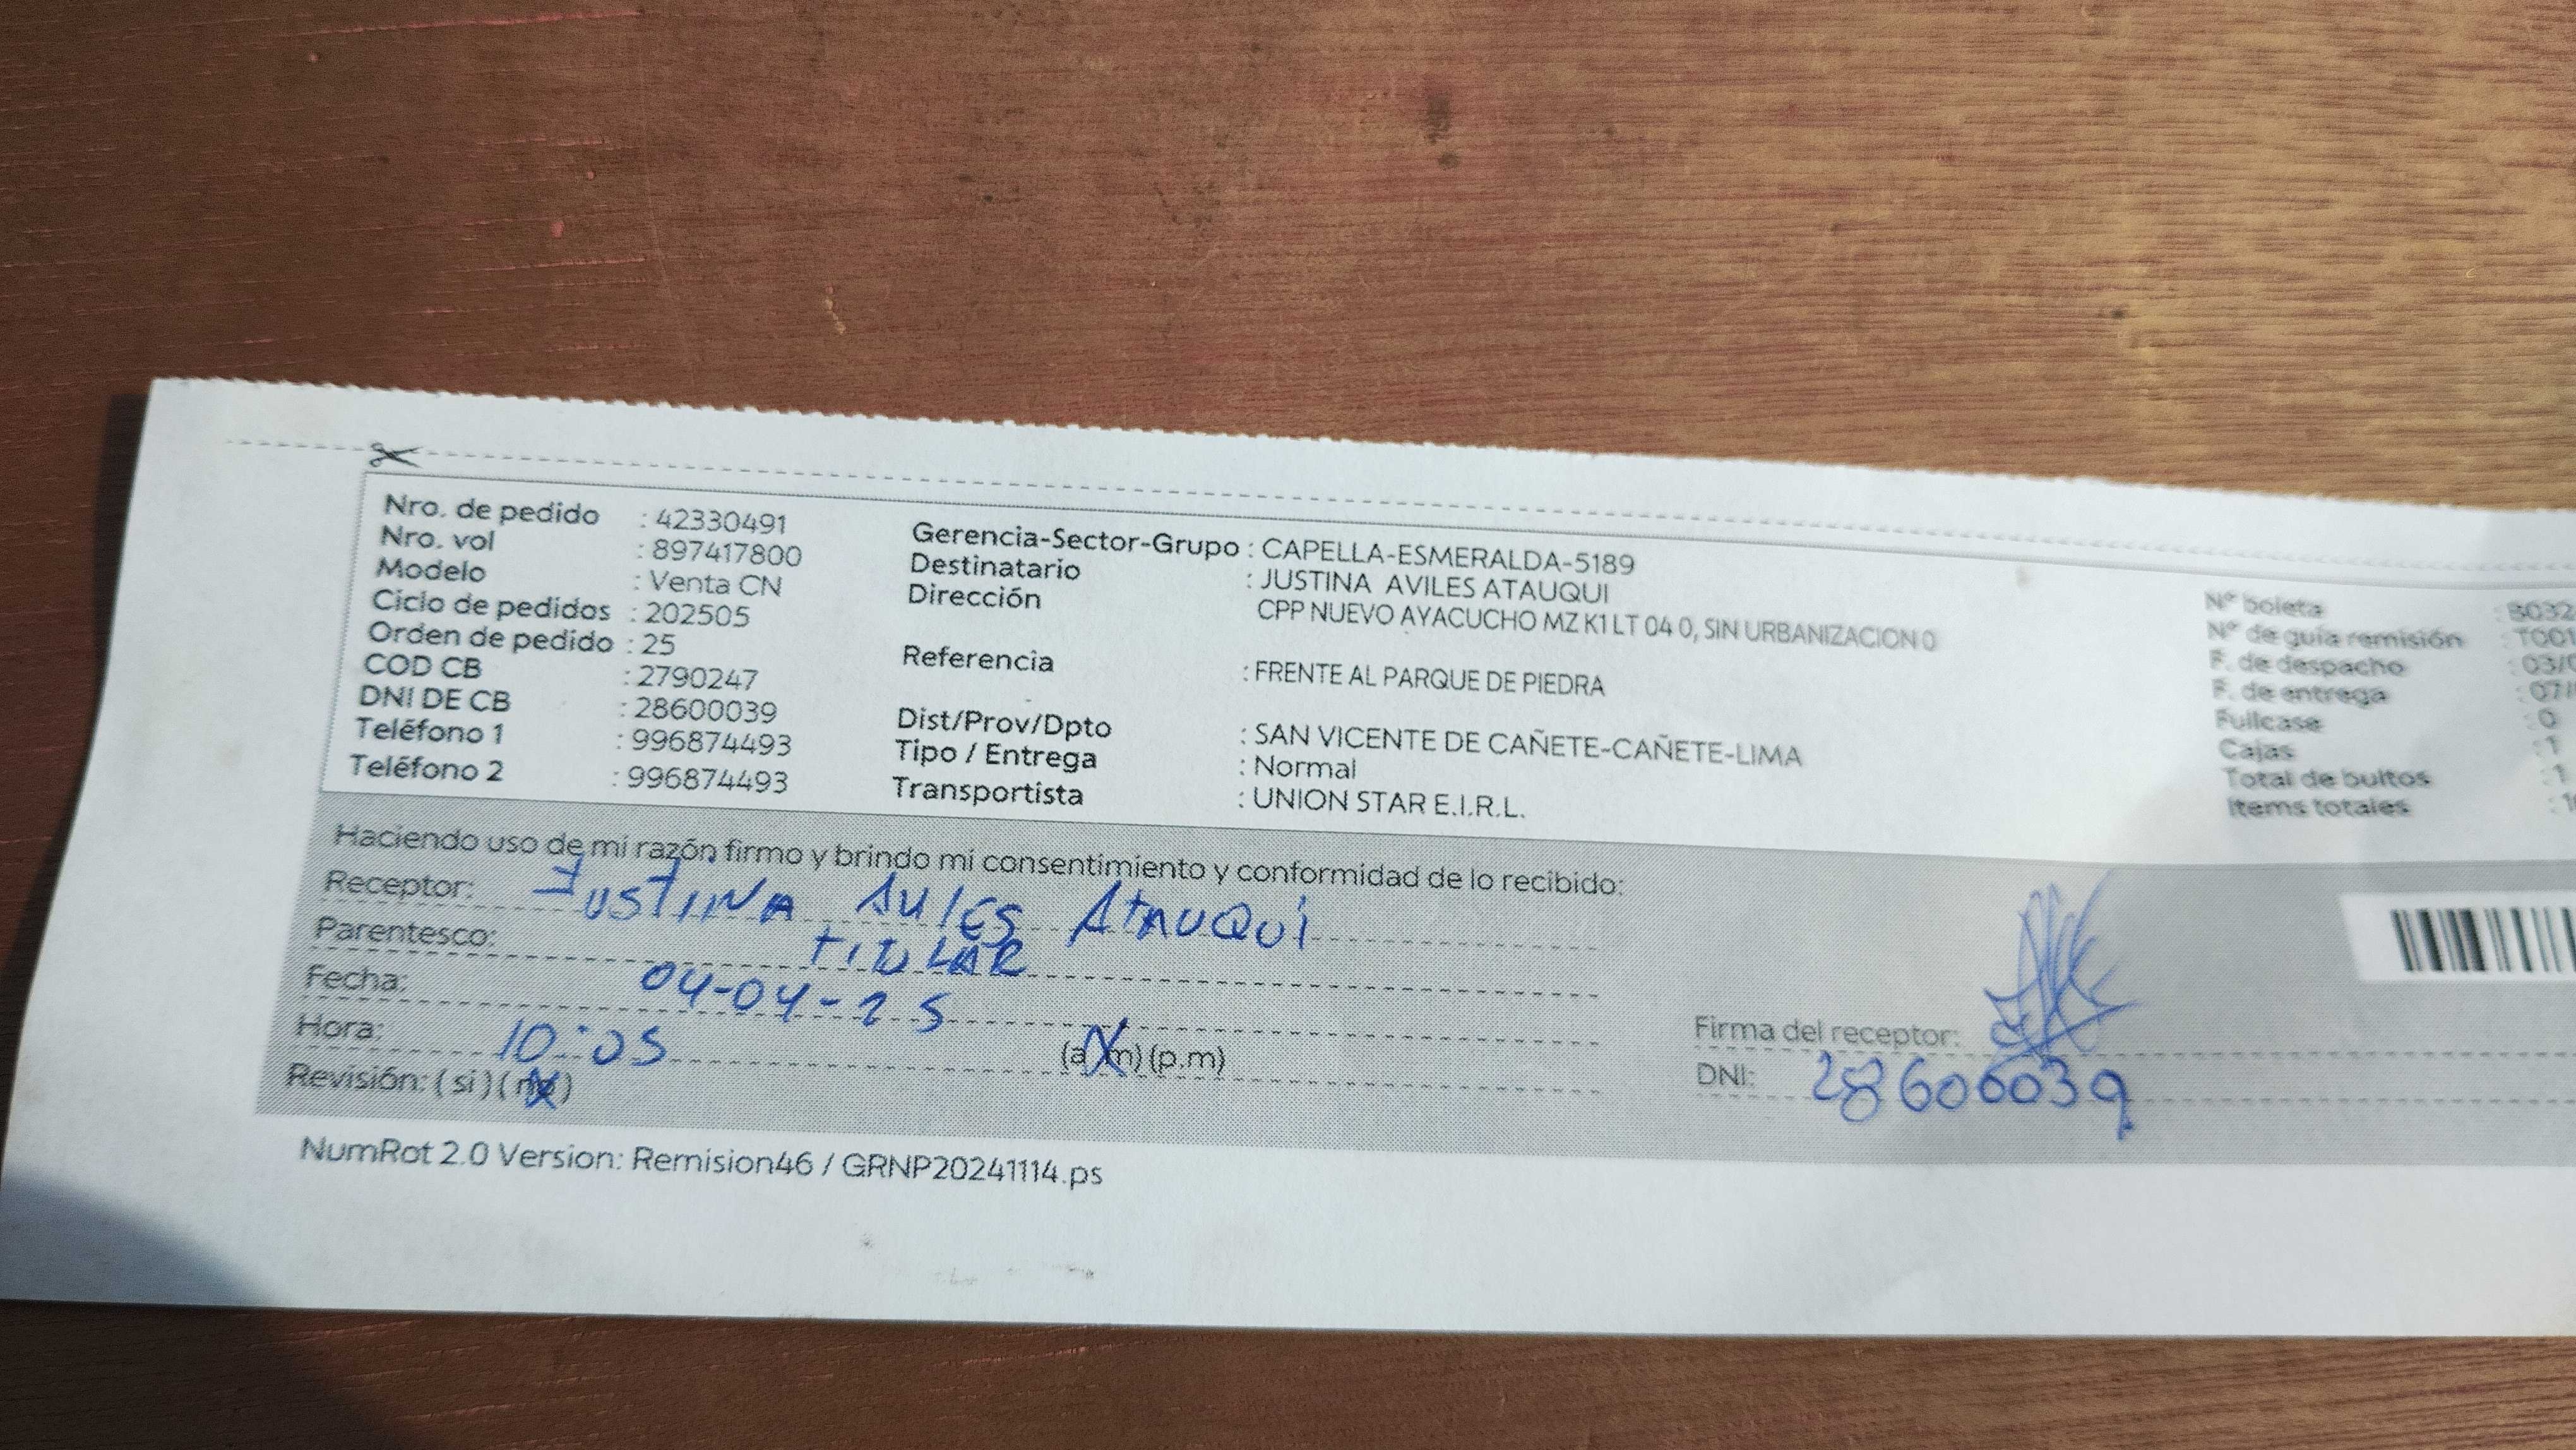 Nro. de pedido : 42330491
Nro. vol : 897417800
Modelo : Venta CN
Ciclo de pedidos : 202505
Orden de pedido : 25
COD CB : 2790247
DNI DE CB : 28600039
Teléfono 1 : 996874493
Teléfono 2 : 996874493
Gerencia-Sector-Grupo : CAPELLA-ESMERALDA-5189
Destinatario : JUSTINA AVILES ATAUQUI
Dirección CPP NUEVO AYACUCHO MZ K1 LT 04 0, SIN URBANIZACION 0
Referencia : FRENTE AL PARQUE DE PIEDRA
Dist/Prov/Dpto : SAN VICENTE DE CAÑETE-CAÑETE-LIMA
Tipo / Entrega : Normal
Transportista : UNION STAR E.I.R.L.
N° boleta : B032
N° de guía remisión : T001
F. de despacho : 03/0
F. de entrega : 07/
Fullcase : 0
Cajas : 1
Total de bultos : 1
Items totales : 1
Haciendo uso de mi razón firmo y brindo mi consentimiento y conformidad de lo recibido:
Receptor: JUSTINA AVILES ATAUQUI
Parentesco: TITULAR
Fecha: 04-04-25
Hora: 10:05 (a.m) (p.m)
Revisión: ( si ) ( no )
Firma del receptor:
DNI: 28600039
NumRot 2.0 Version: Remision46 / GRNP20241114.ps